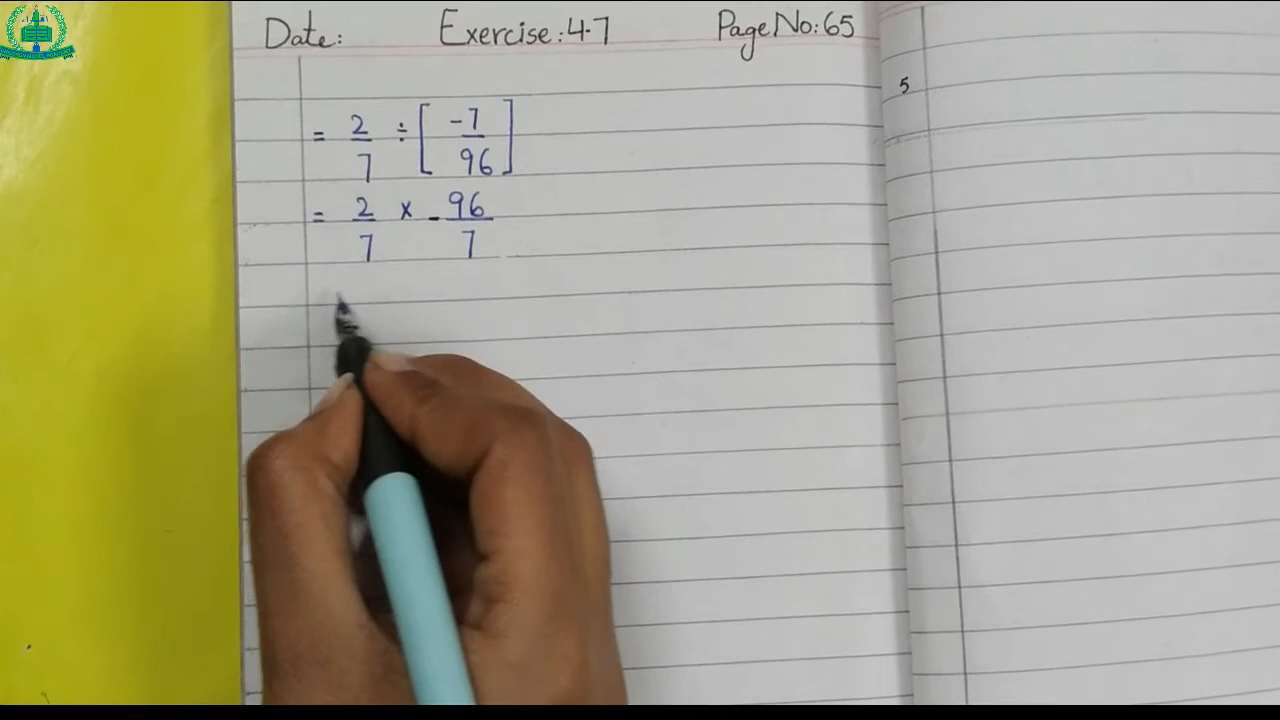 Date: Exercise: 4.7 Page No: 65
= 2/7 ÷ [-7/96]
= 2/7 × -96/7
5